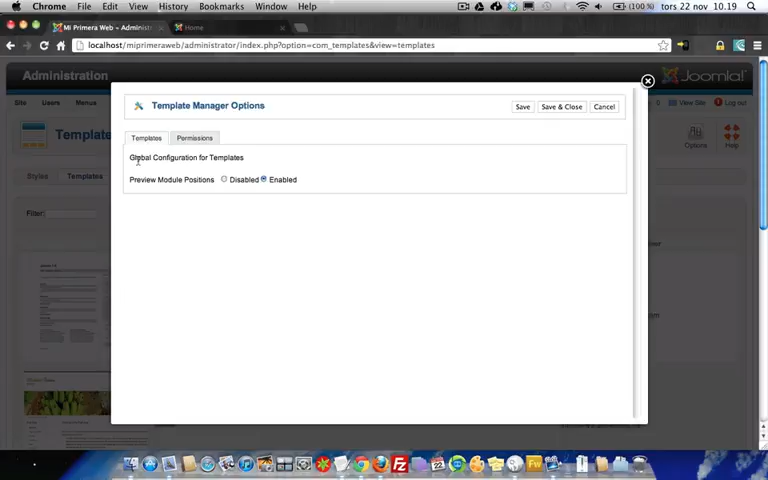 Chrome File Edit View History Bookmarks Window Help (100 %) tors 22 nov 10.19
Mi Primera Web – Administr Home
localhost/miprimeraweb/administrator/index.php?option=com_templates&view=templates
Administration Joomla!
Site Users Menus 0 View Site Log out
Template Manager Options Save Save & Close Cancel
Templates Permissions
Global Configuration for Templates
Preview Module Positions Disabled Enabled
Templa Options Help
Styles Templates
Filter: